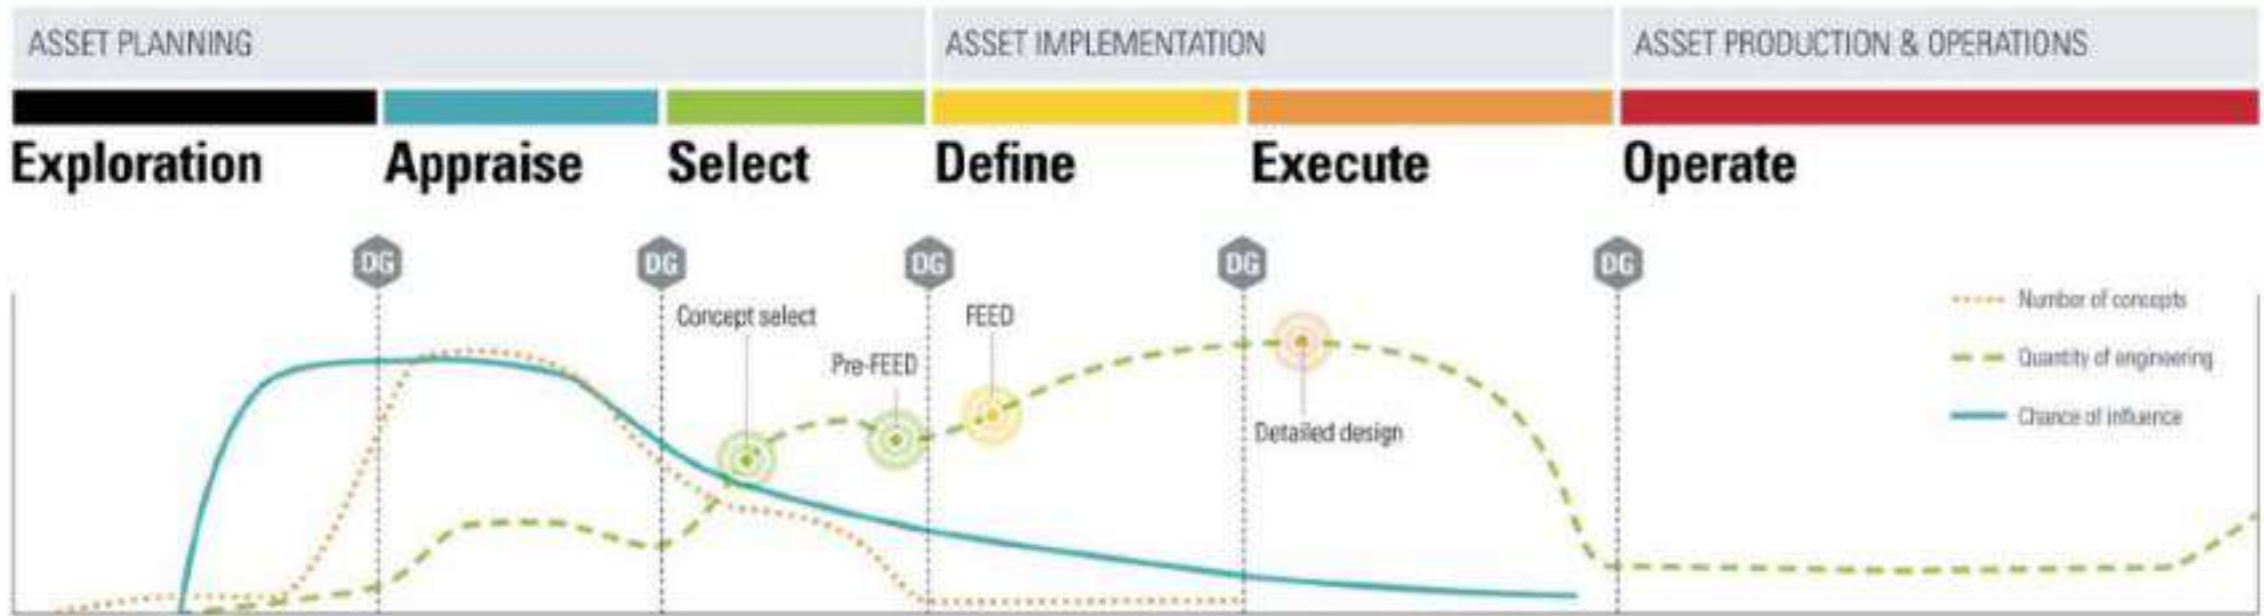 ASSET PLANNING
ASSET IMPLEMENTATION
ASSET PRODUCTION & OPERATIONS
Exploration
Appraise
Select
Define
Execute
Operate
DG
DG
DG
DG
DG
Concept select
FEED
Pre-FEED
Detailed design
Number of concepts
Quantity of engineering
Chance of influence